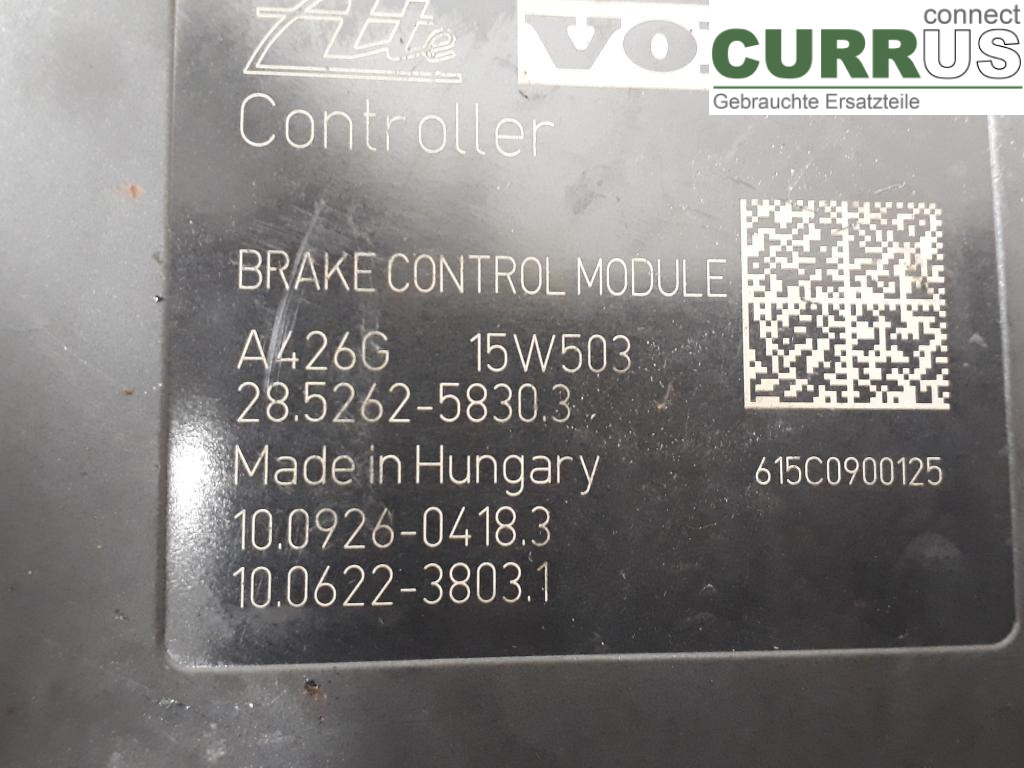 Ate
VO
connect
CURRUS
Gebrauchte Ersatzteile
Controller
BRAKE CONTROL MODULE
A426G 15W503
28.5262-5830.3
Made in Hungary
615C0900125
10.0926-0418.3
10.0622-3803.1